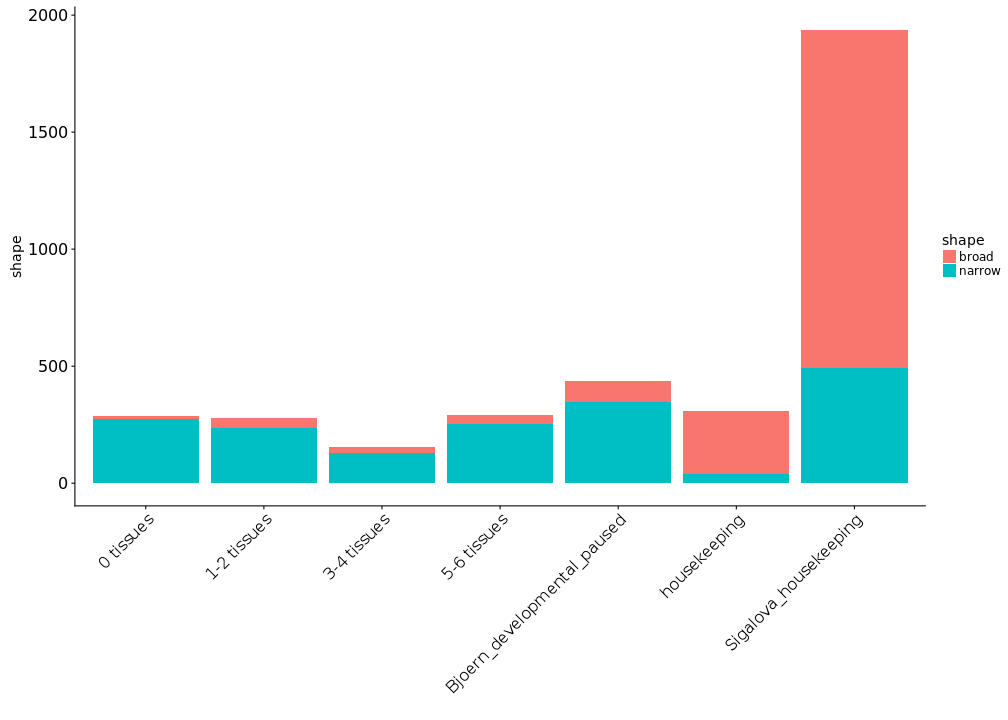 2000
1500
1000
500
0
shape
0 tissues
1-2 tissues
3-4 tissues
5-6 tissues
Bjoern_developmental_paused
housekeeping
Sigalova_housekeeping
shape
broad
narrow